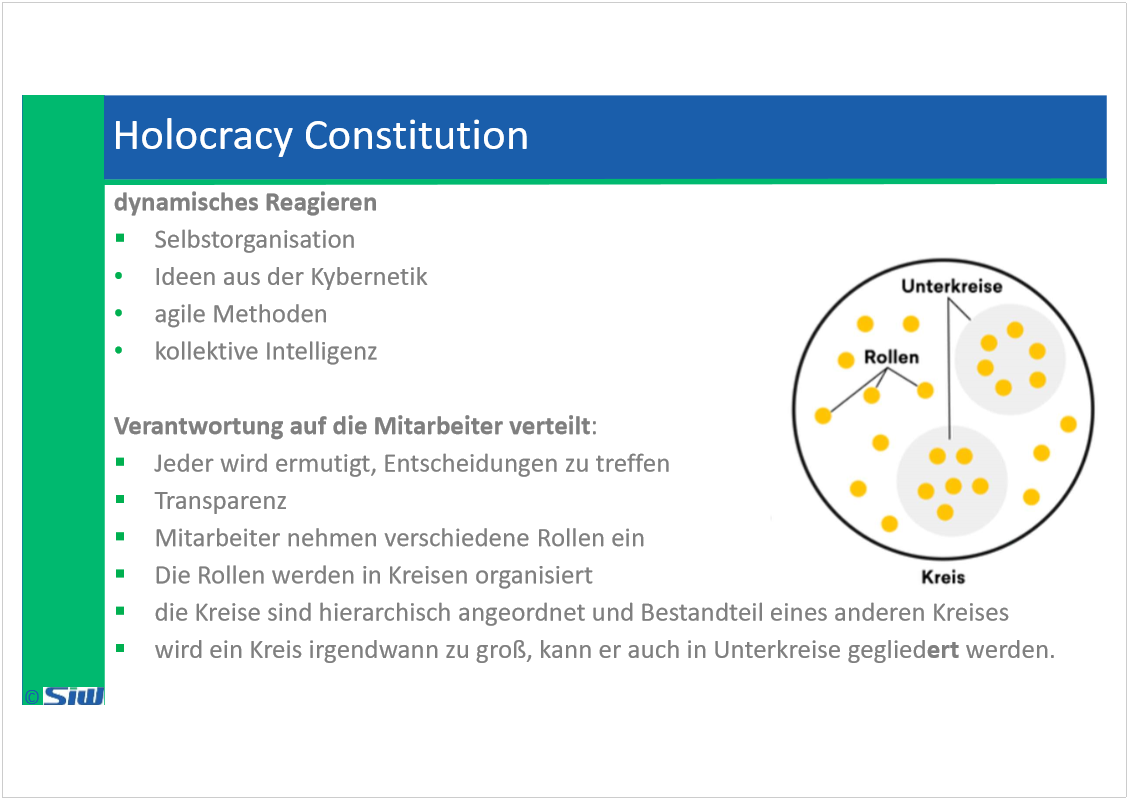 Holocracy Constitution
dynamisches Reagieren
▪ Selbstorganisation
• Ideen aus der Kybernetik
• agile Methoden
• kollektive Intelligenz
Verantwortung auf die Mitarbeiter verteilt:
▪ Jeder wird ermutigt, Entscheidungen zu treffen
▪ Transparenz
▪ Mitarbeiter nehmen verschiedene Rollen ein
▪ Die Rollen werden in Kreisen organisiert
▪ die Kreise sind hierarchisch angeordnet und Bestandteil eines anderen Kreises
▪ wird ein Kreis irgendwann zu groß, kann er auch in Unterkreise gegliedert werden.
Unterkreise
Rollen
Kreis
© SiW